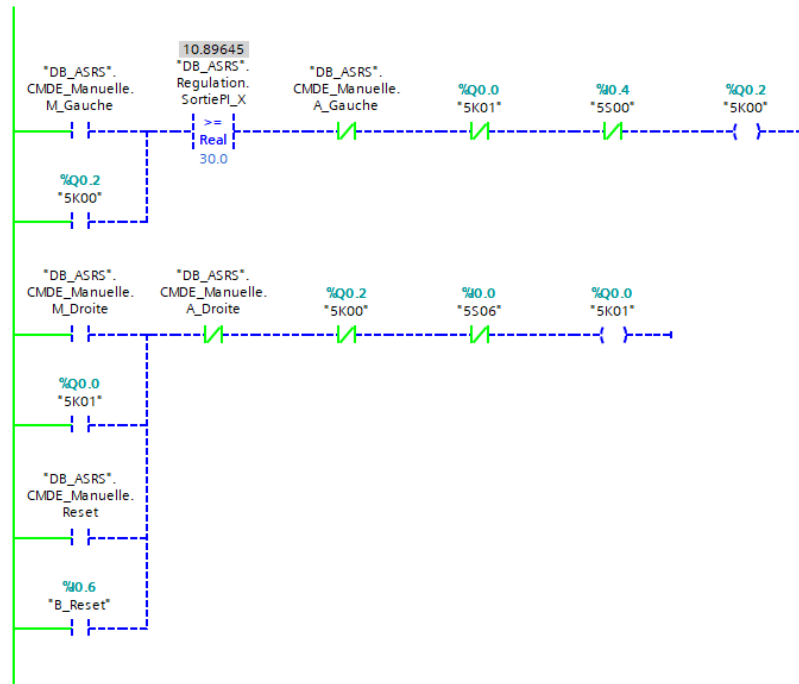 10.89645
"DB_ASRS".
CMDE_Manuelle.
M_Gauche
"DB_ASRS".
Regulation.
SortiePI_X
>=
Real
30.0
"DB_ASRS".
CMDE_Manuelle.
A_Gauche
%Q0.0
"5K01"
%I0.4
"5S00"
%Q0.2
"5K00"
%Q0.2
"5K00"
"DB_ASRS".
CMDE_Manuelle.
M_Droite
"DB_ASRS".
CMDE_Manuelle.
A_Droite
%Q0.2
"5K00"
%I0.0
"5S06"
%Q0.0
"5K01"
%Q0.0
"5K01"
"DB_ASRS".
CMDE_Manuelle.
Reset
%I0.6
"B_Reset"